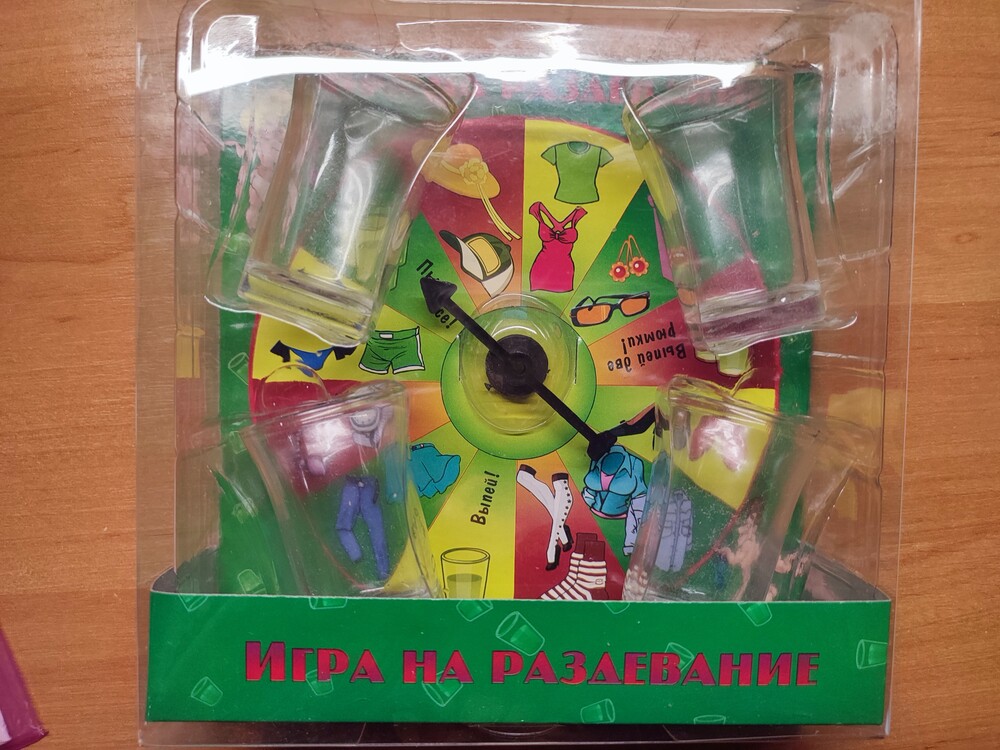 Выпей две
рюмки!
Выпей!
Игра на раздевание